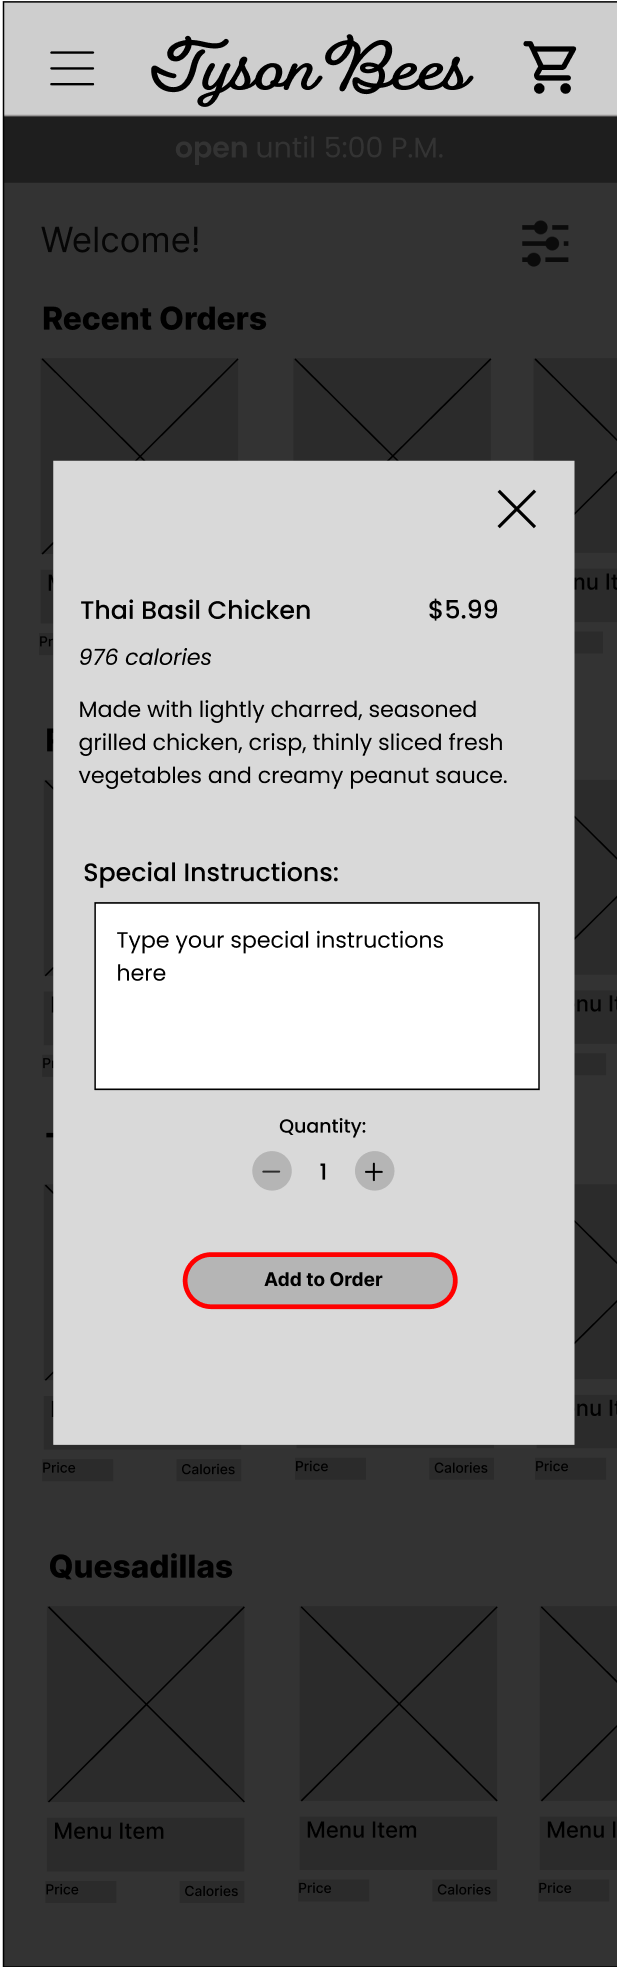 Tyson Bees
open until 5:00 P.M.
Welcome!
Recent Orders
nu It
Pr
Thai Basil Chicken $5.99
976 calories
Made with lightly charred, seasoned
grilled chicken, crisp, thinly sliced fresh
vegetables and creamy peanut sauce.
Special Instructions:
Type your special instructions
here
nu It
Pr
Quantity:
1
Add to Order
nu It
Price Calories Price Calories Price
Quesadillas
Menu Item Menu Item Menu I
Price Calories Price Calories Price